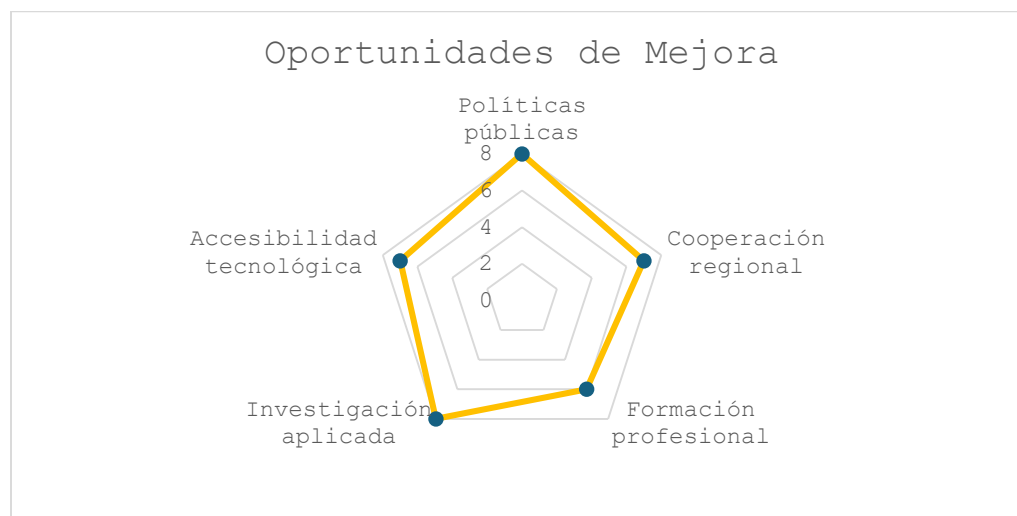 Oportunidades de Mejora
Políticas
públicas
8
6
4
2
0
Cooperación
regional
Formación
profesional
Investigación
aplicada
Accesibilidad
tecnológica